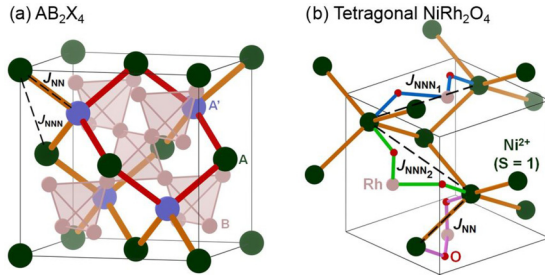 (a) AB₂X₄
J_NN
J_NNN
A'
A
B
(b) Tetragonal NiRh₂O₄
J_NNN₁
Ni²⁺
(S = 1)
J_NNN₂
Rh
J_NN
O